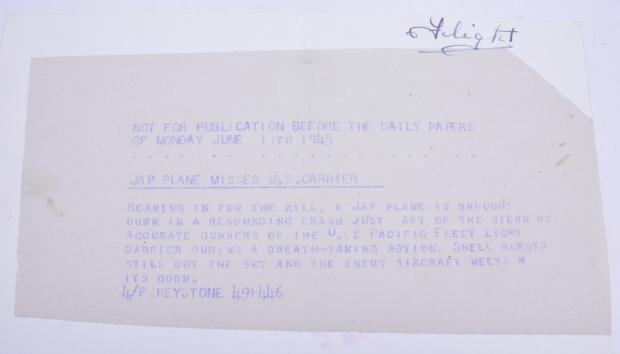 Flight
NOT FOR PUBLICATION BEFORE THE DAILY PAPERS
OF MONDAY JUNE 11TH 1945
- - - - - - - - - - - - - - - - - - - -
JAP PLANE MISSES U.S. CARRIER
ROARING IN FOR THE KILL, A JAP PLANE IS BROUGHT
DOWN IN A RESOUNDING CRASH JUST AFT OF THE STERN BY
ACCURATE GUNNERS OF THE U.S PACIFIC FLEET LIGHT
CARRIER DURING A BREATH-TAKING ACTION. SHELL BURSTS
STILL DOT THE SKY AND THE ENEMY AIRCRAFT MEETS
ITS DOOM.
F. KEYSTONE 491446